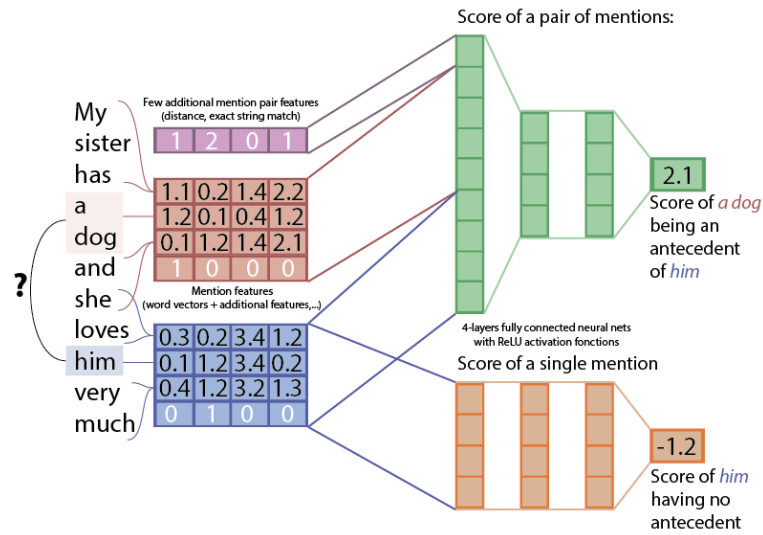 Score of a pair of mentions:
Few additional mention pair features
(distance, exact string match)
1 2 0 1
My
sister
has
a
dog
and
she
loves
him
very
much
?
1.1 0.2 1.4 2.2
1.2 0.1 0.4 1.2
0.1 1.2 1.4 2.1
1 0 0 0
Mention features
(word vectors + additional features,...)
0.3 0.2 3.4 1.2
0.1 1.2 3.4 0.2
0.4 1.2 3.2 1.3
0 1 0 0
2.1
Score of a dog
being an
antecedent
of him
4-layers fully connected neural nets
with ReLU activation fonctions
Score of a single mention
-1.2
Score of him
having no
antecedent